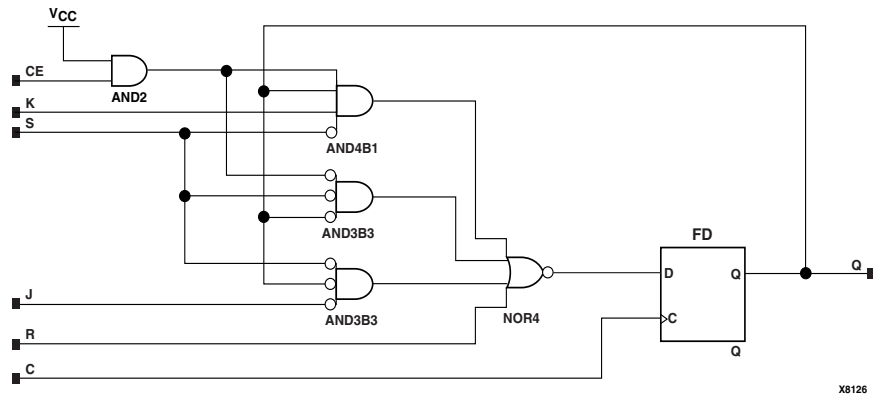 VCC
CE
AND2
K
S
AND4B1
AND3B3
FD
D
Q
Q
J
AND3B3
R
NOR4
C
Q
C
X8126